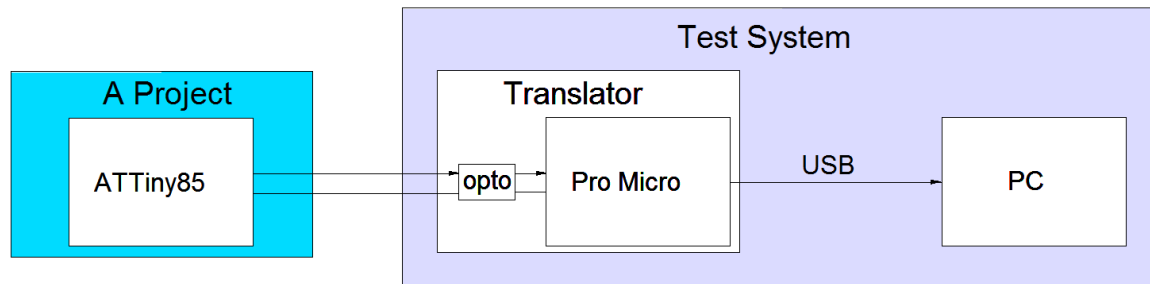 Test System
A Project
Translator
ATTiny85
opto
Pro Micro
USB
PC